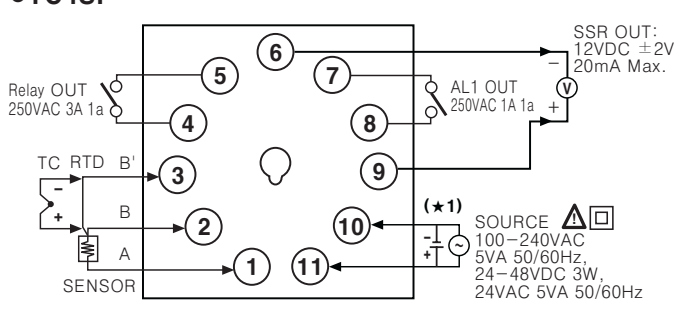 SSR OUT:
12VDC ±2V
20mA Max.
6
−
V
+
5
7
Relay OUT
250VAC 3A 1a
AL1 OUT
250VAC 1A 1a
4
8
TC RTD B'
3
9
−
+
B
2
10
(★1)
SOURCE
100−240VAC
5VA 50/60Hz,
24−48VDC 3W,
24VAC 5VA 50/60Hz
−
+
~
A
1
11
SENSOR